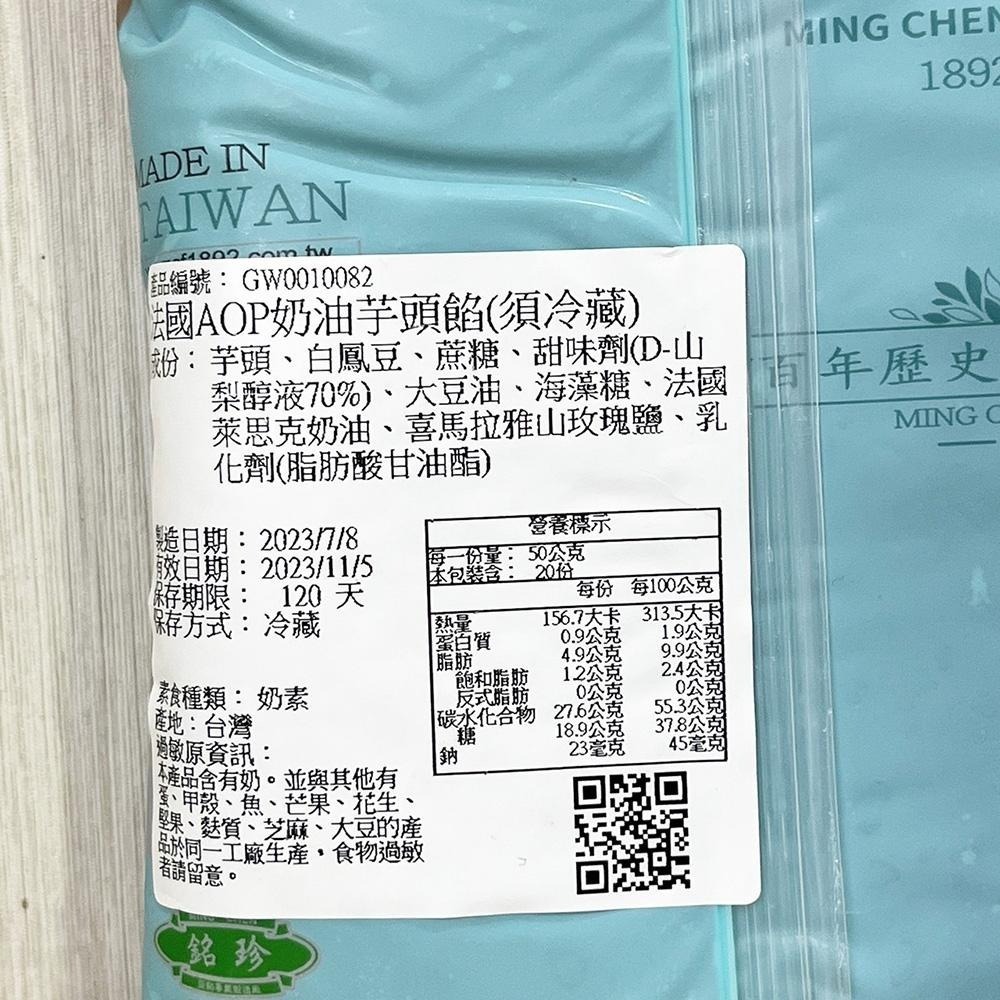 MING CHEN
1892
MADE IN
TAIWAN
產品編號： GW0010082
法國AOP奶油芋頭餡(須冷藏)
成份：芋頭、白鳳豆、蔗糖、甜味劑(D-山
梨醇液70%)、大豆油、海藻糖、法國
萊思克奶油、喜馬拉雅山玫瑰鹽、乳
化劑(脂肪酸甘油酯)
製造日期： 2023/7/8
有效日期： 2023/11/5
保存期限： 120 天
保存方式：冷藏
素食種類： 奶素
產地：台灣
過敏原資訊：
本產品含有奶。並與其他有
蛋、甲殼、魚、芒果、花生、
堅果、麩質、芝麻、大豆的產
品於同一工廠生產，食物過敏
者請留意。
營養標示
每一份量： 50公克
本包裝含： 20份
每份 每100公克
熱量 156.7大卡 313.5大卡
蛋白質 0.9公克 1.9公克
脂肪 4.9公克 9.9公克
飽和脂肪 1.2公克 2.4公克
反式脂肪 0公克 0公克
碳水化合物 27.6公克 55.3公克
糖 18.9公克 37.8公克
鈉 23毫克 45毫克
百年歷史
MING C
銘珍